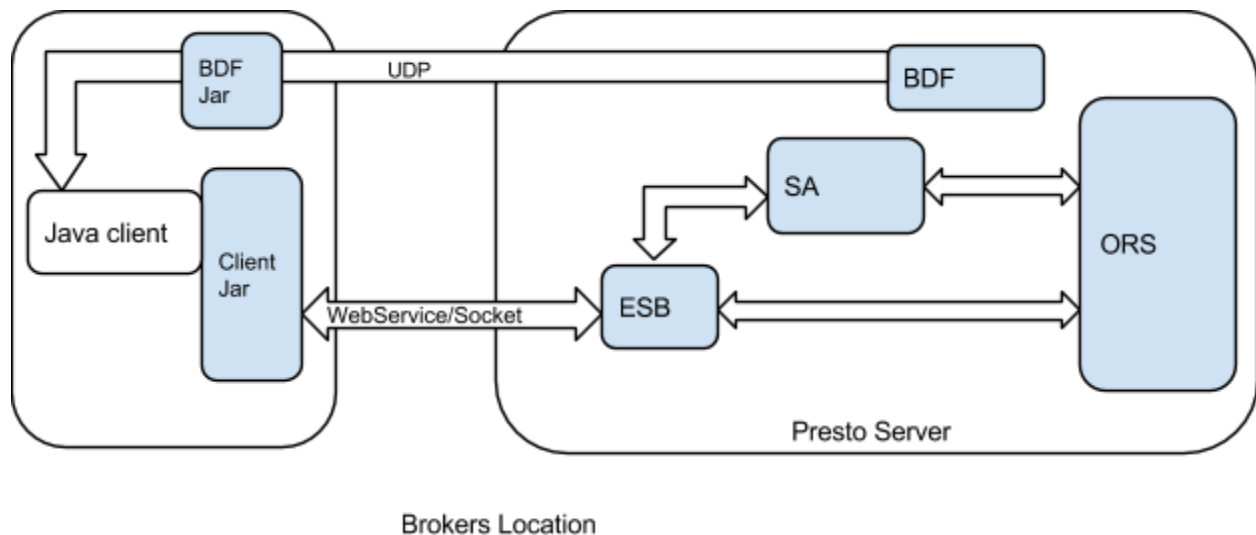 BDF
Jar
UDP
BDF
SA
Java client
Client
Jar
ORS
WebService/Socket
ESB
Presto Server
Brokers Location